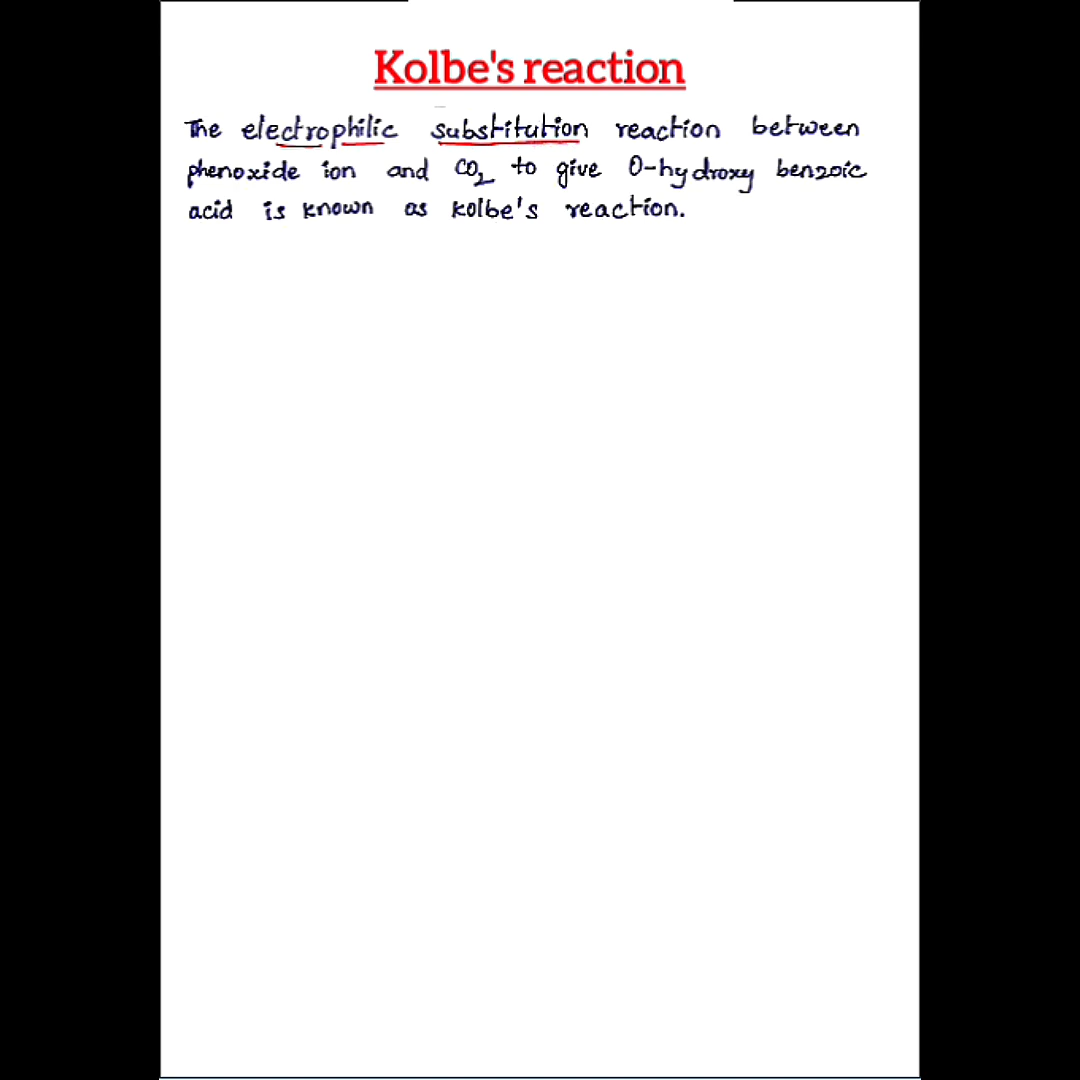 Kolbe's reaction
The electrophilic substitution reaction between
phenoxide ion and CO₂ to give O-hydroxy benzoic
acid is known as kolbe's reaction.